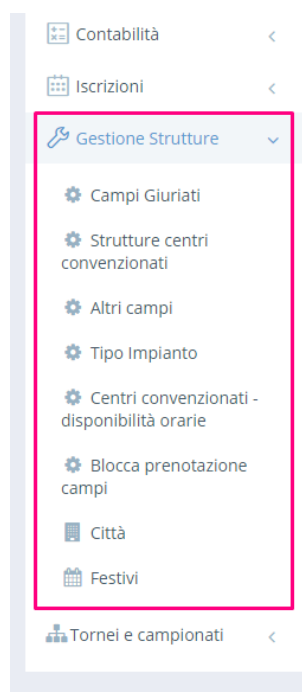 Contabilità
Iscrizioni
Gestione Strutture
Campi Giuriati
Strutture centri
convenzionati
Altri campi
Tipo Impianto
Centri convenzionati -
disponibilità orarie
Blocca prenotazione
campi
Città
Festivi
Tornei e campionati